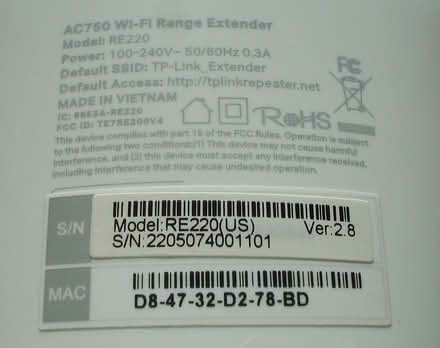 AC750 Wi-Fi Range Extender
Model: RE220
Power: 100-240V~ 50/60Hz 0.3A
Default SSID: TP-Link_Extender
Default Access: http://tplinkrepeater.net
MADE IN VIETNAM
IC: 8853A-RE220
FCC ID: TE7RE200V4
FC
RoHS
This device complies with part 15 of the FCC Rules. Operation is subject
to the following two conditions:(1) This device may not cause harmful
interference, and (2) this device must accept any interference received,
including interference that may cause undesired operation.
S/N
Model:RE220(US) Ver:2.8
S/N:2205074001101
MAC
D8-47-32-D2-78-BD